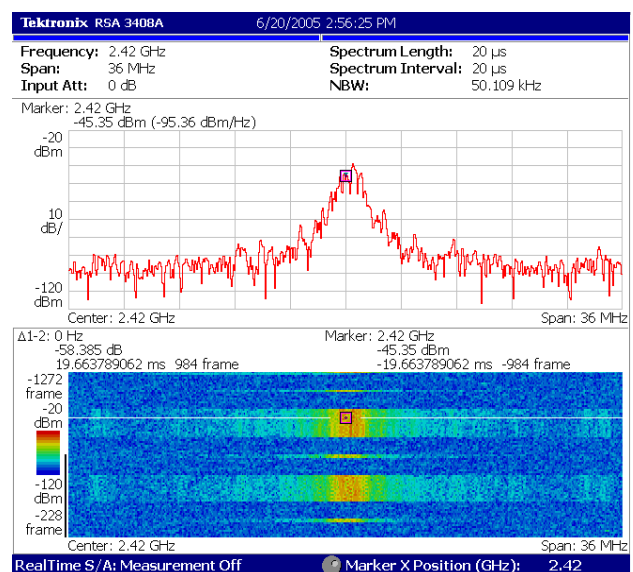 Tektronix RSA 3408A 6/20/2005 2:56:25 PM
Frequency: 2.42 GHz Spectrum Length: 20 µs
Span: 36 MHz Spectrum Interval: 20 µs
Input Att: 0 dB NBW: 50.109 kHz
Marker: 2.42 GHz
-45.35 dBm (-95.36 dBm/Hz)
-20
dBm
10
dB/
-120
dBm
Center: 2.42 GHz Span: 36 MHz
Δ1-2: 0 Hz Marker: 2.42 GHz
-58.385 dB -45.35 dBm
19.663789062 ms 984 frame -19.663789062 ms -984 frame
-1272
frame
-20
dBm
-120
dBm
-228
frame
Center: 2.42 GHz Span: 36 MHz
RealTime S/A: Measurement Off Marker X Position (GHz): 2.42